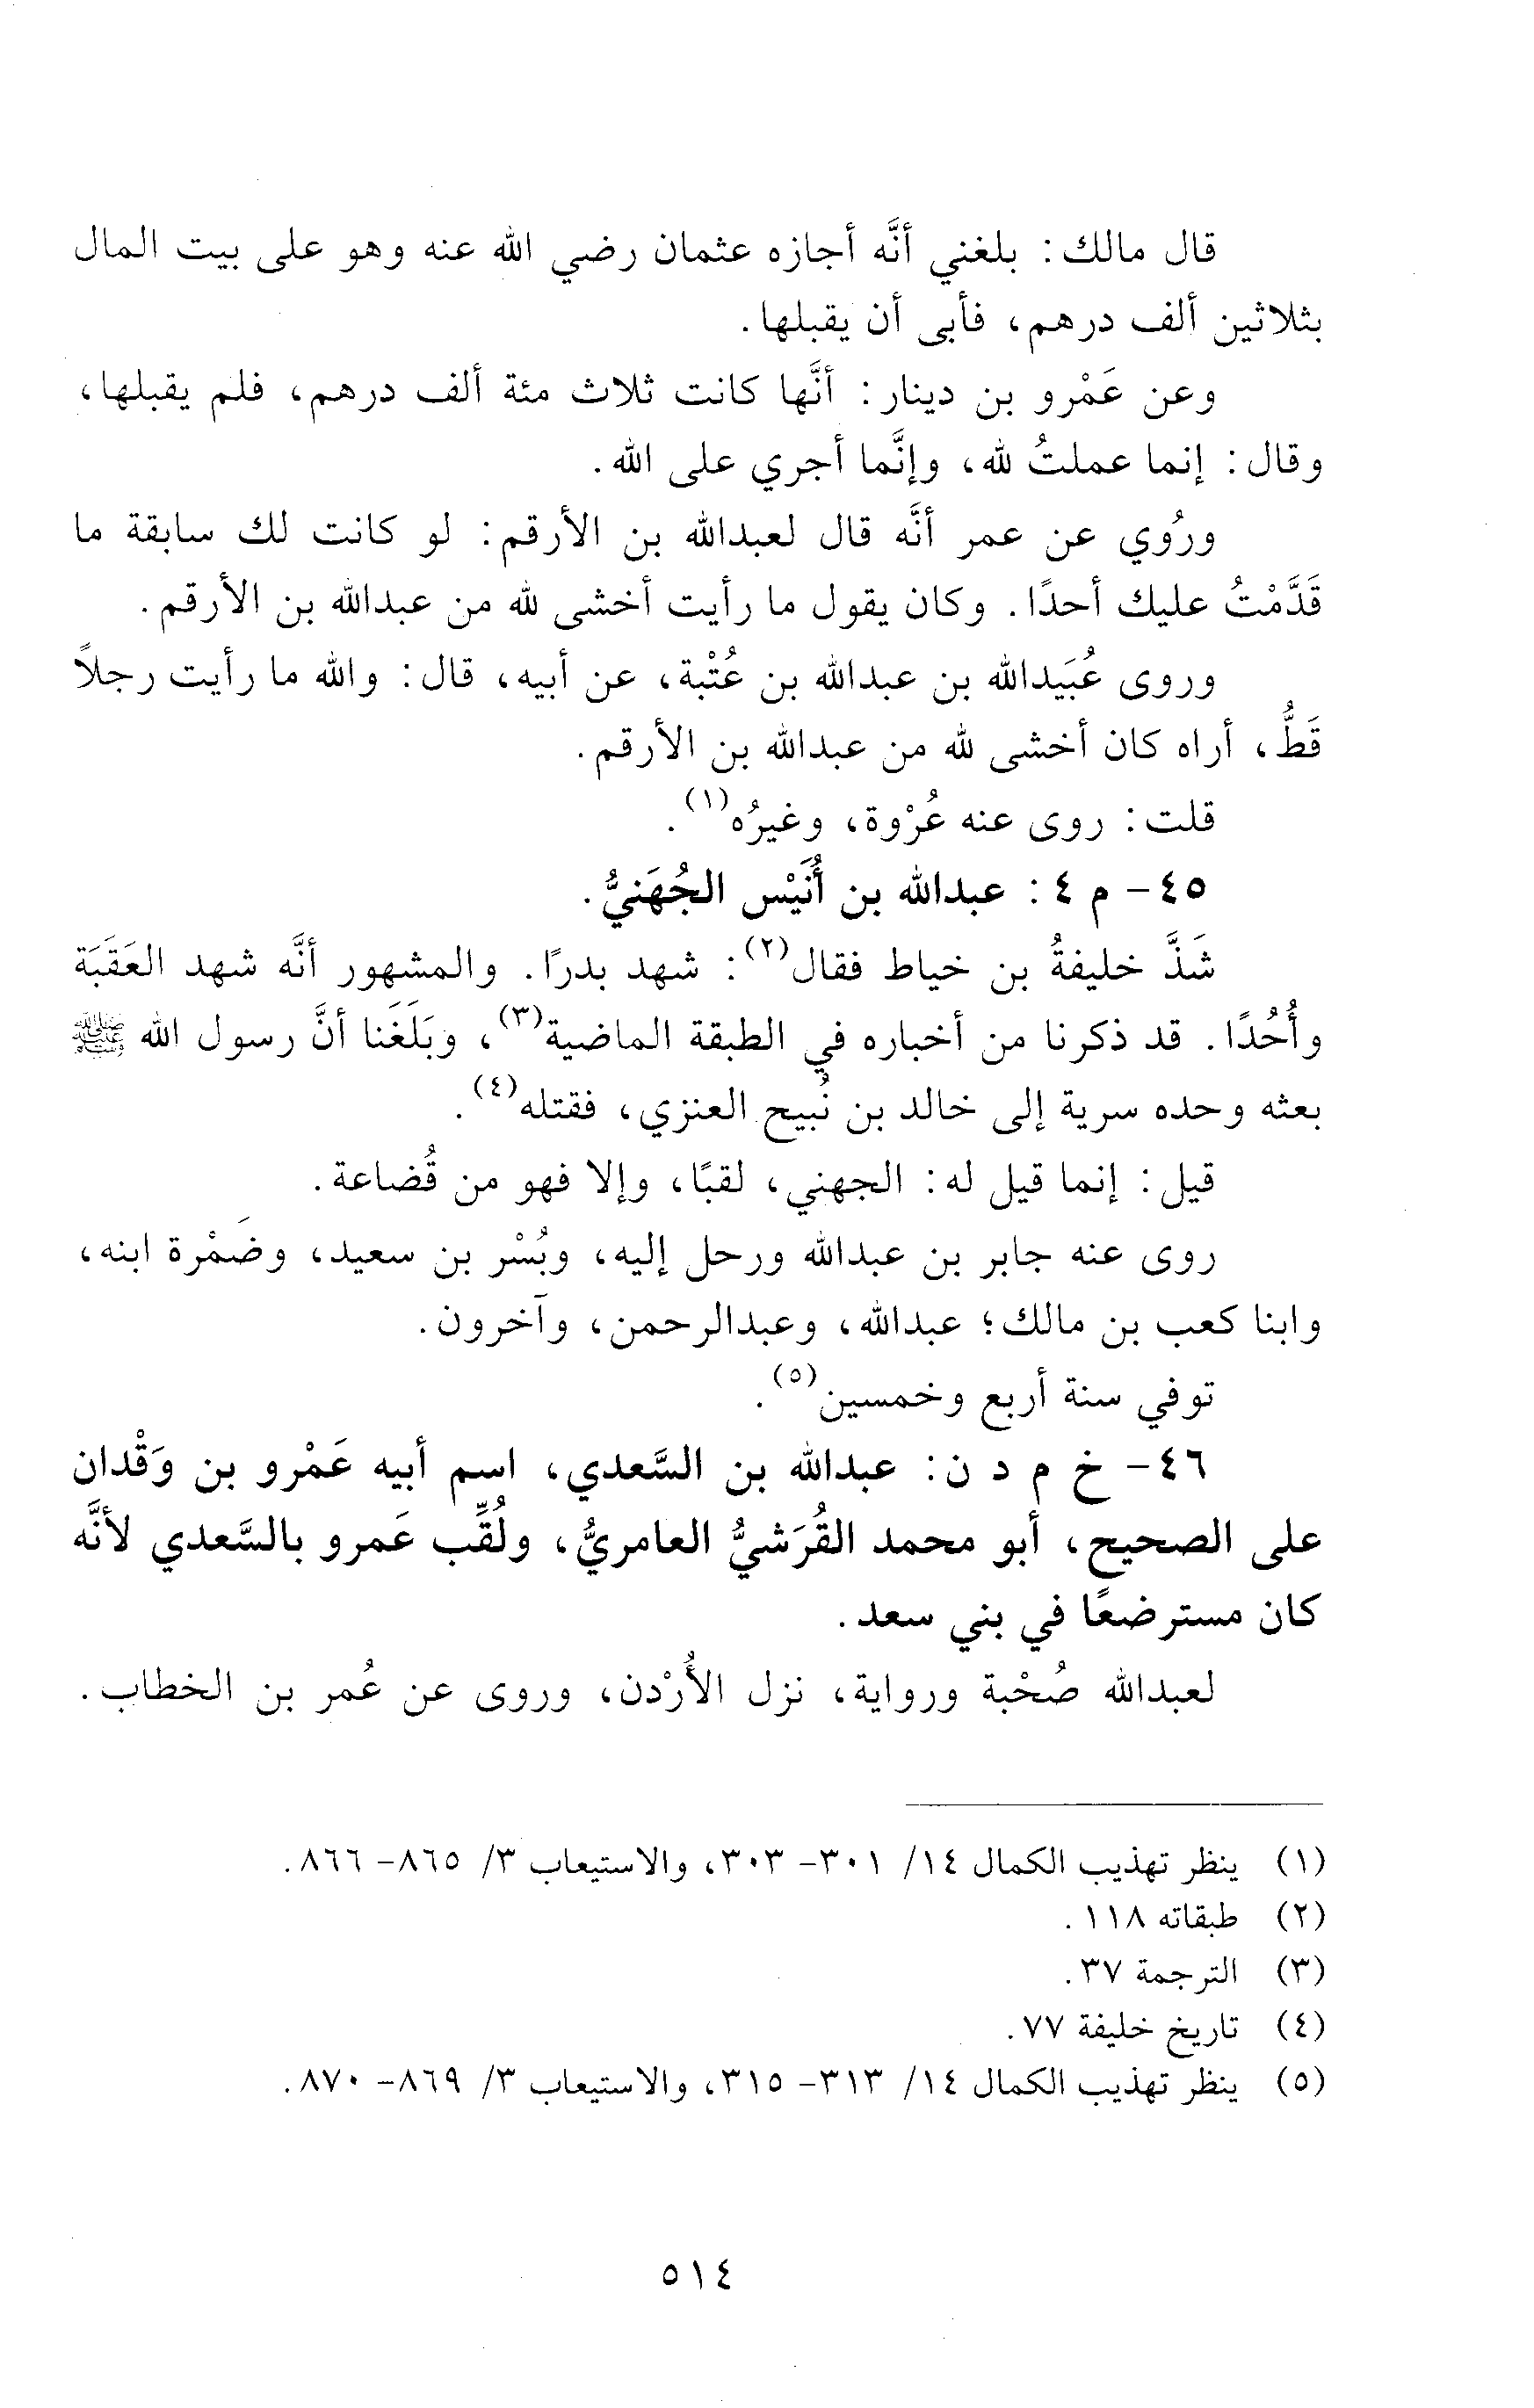 قال مالك: بلغني أنَّه أجازه عثمان رضي الله عنه وهو على بيت المال
بثلاثين ألف درهم، فأبى أن يقبلها.
وعن عَمْرو بن دينار: أنَّها كانت ثلاث مئة ألف درهم، فلم يقبلها،
وقال: إنما عملتُ لله، وإنَّما أجري على الله.
ورُوي عن عمر أنَّه قال لعبدالله بن الأرقم: لو كانت لك سابقة ما
قَدَّمْتُ عليك أحدًا. وكان يقول ما رأيت أخشى لله من عبدالله بن الأرقم.
وروى عُبَيدالله بن عبدالله بن عُتْبة، عن أبيه، قال: والله ما رأيت رجلاً
قَطُّ، أراه كان أخشى لله من عبدالله بن الأرقم.
قلت: روى عنه عُرْوة، وغيرُه(١).
٤٥- م ٤: عبدالله بن أُنَيْس الجُهَنيُّ.
شَذَّ خليفةُ بن خياط فقال(٢): شهد بدرًا. والمشهور أنَّه شهد العَقَبَة
وأُحُدًا. قد ذكرنا من أخباره في الطبقة الماضية(٣)، وبَلَغَنا أنَّ رسول الله ﷺ
بعثه وحده سرية إلى خالد بن نُبيح العنزي، فقتله(٤).
قيل: إنما قيل له: الجهني، لقبًا، وإلا فهو من قُضاعة.
روى عنه جابر بن عبدالله ورحل إليه، وبُسْر بن سعيد، وضَمْرة ابنه،
وابنا كعب بن مالك؛ عبدالله، وعبدالرحمن، وآخرون.
توفي سنة أربع وخمسين(٥).
٤٦- خ م د ن: عبدالله بن السَّعدي، اسم أبيه عَمْرو بن وَقْدان
على الصحيح، أبو محمد القُرَشيُّ العامريُّ، ولُقِّب عَمرو بالسَّعدي لأنَّه
كان مسترضعًا في بني سعد.
لعبدالله صُحْبة ورواية، نزل الأُرْدن، وروى عن عُمر بن الخطاب.
(١) ينظر تهذيب الكمال ١٤/ ٣٠١- ٣٠٣، والاستيعاب ٣/ ٨٦٥- ٨٦٦.
(٢) طبقاته ١١٨.
(٣) الترجمة ٣٧.
(٤) تاريخ خليفة ٧٧.
(٥) ينظر تهذيب الكمال ١٤/ ٣١٣- ٣١٥، والاستيعاب ٣/ ٨٦٩- ٨٧٠.
٥١٤